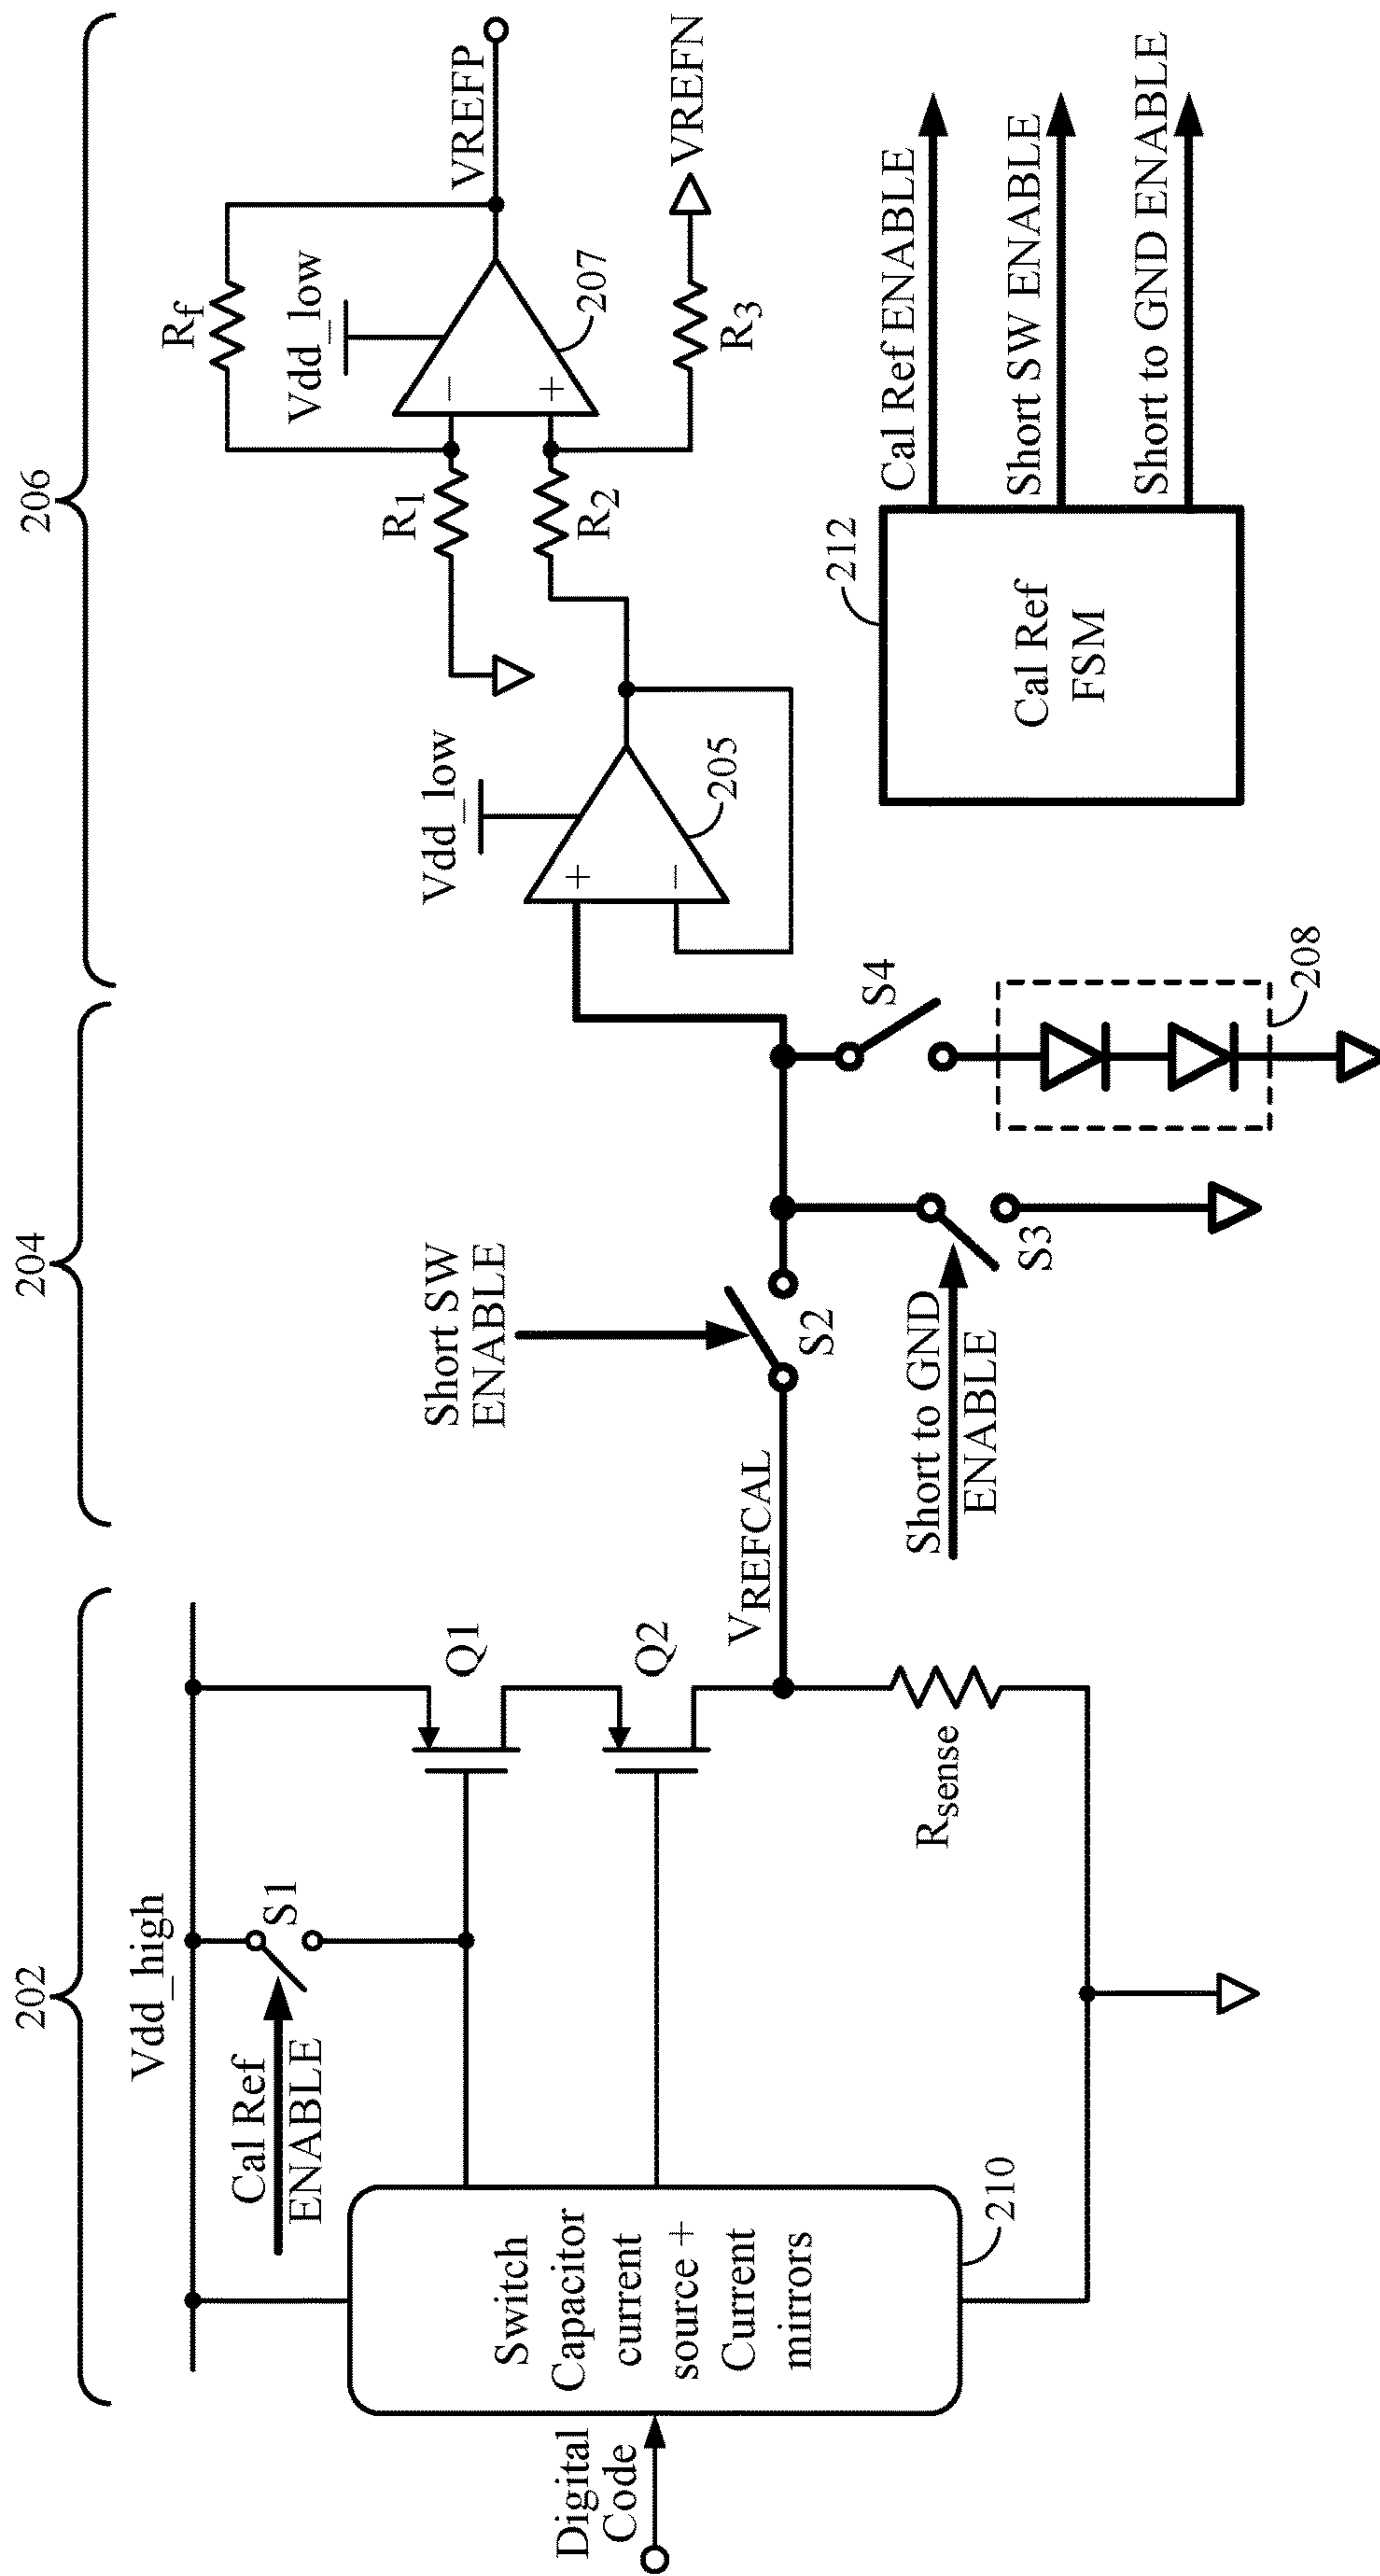 202
204
206
Vdd_high
Cal Ref
ENABLE
S1
Q1
Q2
Digital
Code
Switch
Capacitor
current
source +
Current
mirrors
210
Rsense
VREFCAL
Short SW
ENABLE
S2
Short to GND
ENABLE
S3
S4
208
Vdd_low
+
−
205
R1
R2
Rf
Vdd_low
−
+
207
R3
VREFP
VREFN
212
Cal Ref
FSM
Cal Ref ENABLE
Short SW ENABLE
Short to GND ENABLE